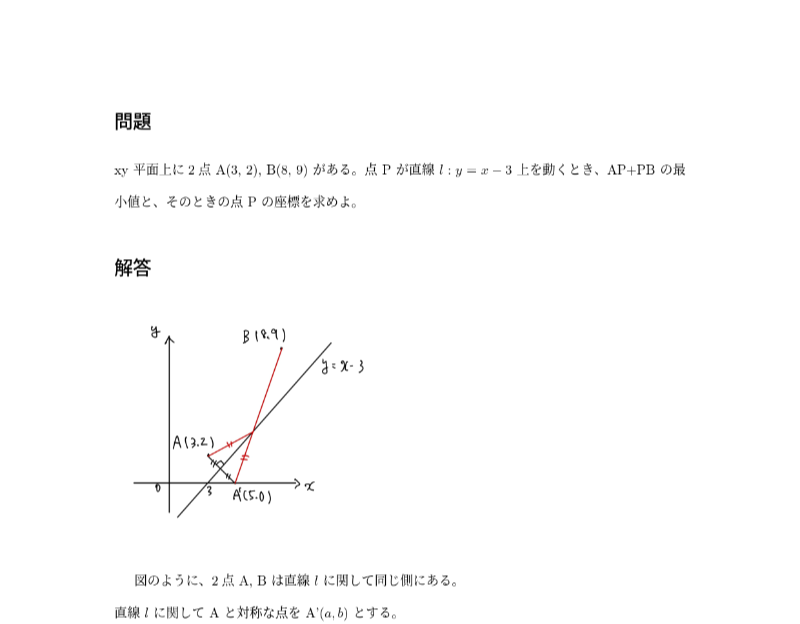 問題
xy 平面上に 2 点 A(3, 2), B(8, 9) がある。点 P が直線 l : y = x − 3 上を動くとき、AP+PB の最
小値と、そのときの点 P の座標を求めよ。
解答
y
B(8.9)
y = x - 3
A(3.2)
0
3
A'(5.0)
x
図のように、2 点 A, B は直線 l に関して同じ側にある。
直線 l に関して A と対称な点を A'(a, b) とする。